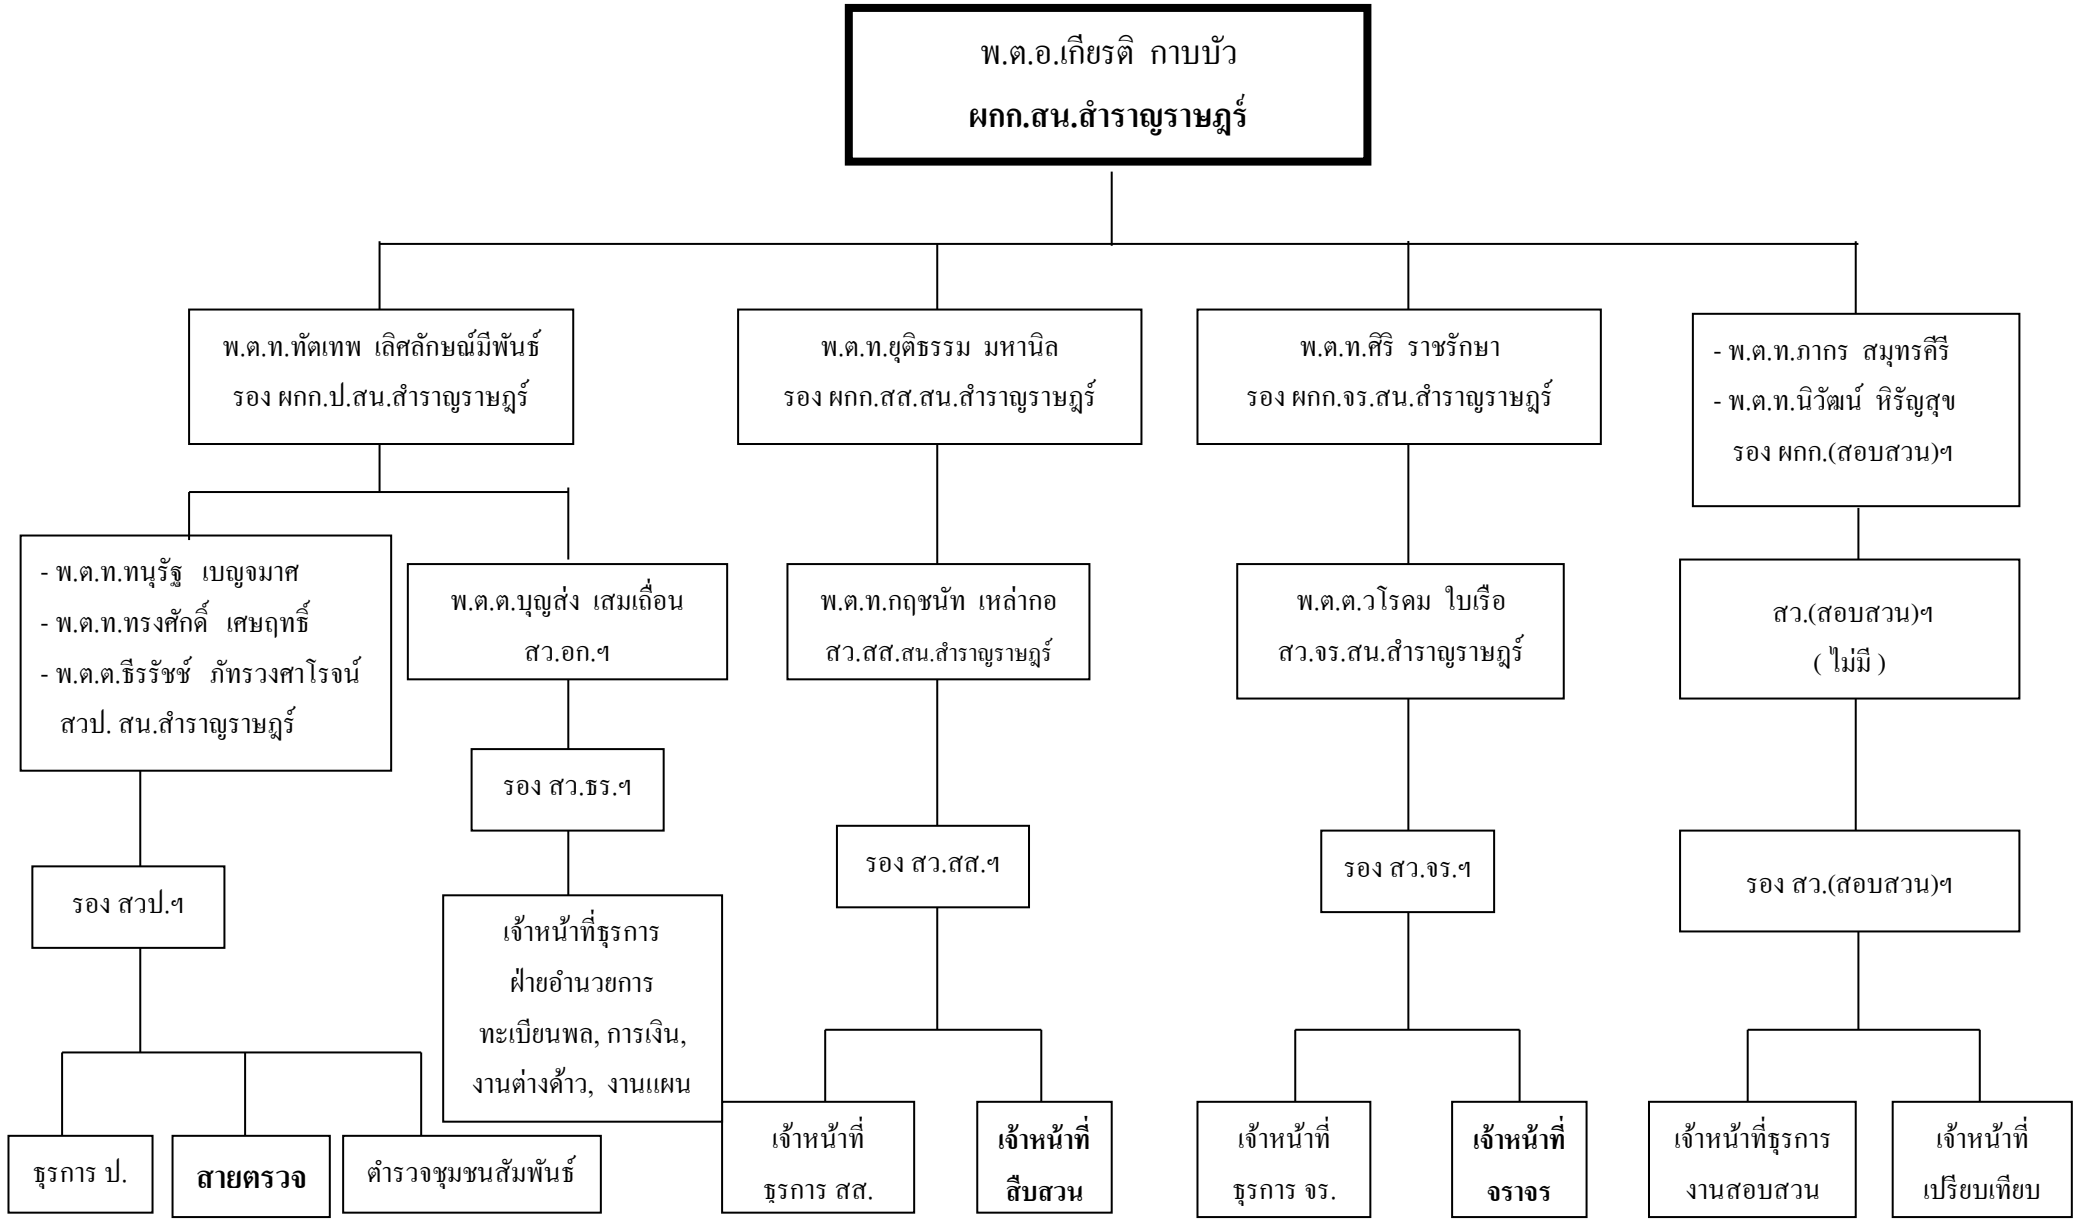 พ.ต.อ.เกียรติ กาบบัว
ผกก.สน.สำราญราษฎร์
พ.ต.ท.ทัตเทพ เลิศลักษณ์มีพันธ์
รอง ผกก.ป.สน.สำราญราษฎร์
พ.ต.ท.ยุติธรรม มหานิล
รอง ผกก.สส.สน.สำราญราษฎร์
พ.ต.ท.ศิริ ราชรักษา
รอง ผกก.จร.สน.สำราญราษฎร์
- พ.ต.ท.ภากร สมุทรคีรี
- พ.ต.ท.นิวัฒน์ หิรัญสุข
รอง ผกก.(สอบสวน)ฯ
- พ.ต.ท.ทนุรัฐ เบญจมาศ
- พ.ต.ท.ทรงศักดิ์ เศษฤทธิ์
- พ.ต.ต.ธีรรัชช์ ภัทรวงศาโรจน์
สวป. สน.สำราญราษฎร์
พ.ต.ต.บุญส่ง เสมเถื่อน
สว.อก.ฯ
พ.ต.ท.กฤชนัท เหล่ากอ
สว.สส.สน.สำราญราษฎร์
พ.ต.ต.วโรดม ใบเรือ
สว.จร.สน.สำราญราษฎร์
สว.(สอบสวน)ฯ
( ไม่มี )
รอง สวป.ฯ
รอง สว.ธร.ฯ
รอง สว.สส.ฯ
รอง สว.จร.ฯ
รอง สว.(สอบสวน)ฯ
เจ้าหน้าที่ธุรการ
ฝ่ายอำนวยการ
ทะเบียนพล, การเงิน,
งานต่างด้าว, งานแผน
ธุรการ ป.
สายตรวจ
ตำรวจชุมชนสัมพันธ์
เจ้าหน้าที่
ธุรการ สส.
เจ้าหน้าที่
สืบสวน
เจ้าหน้าที่
ธุรการ จร.
เจ้าหน้าที่
จราจร
เจ้าหน้าที่ธุรการ
งานสอบสวน
เจ้าหน้าที่
เปรียบเทียบ